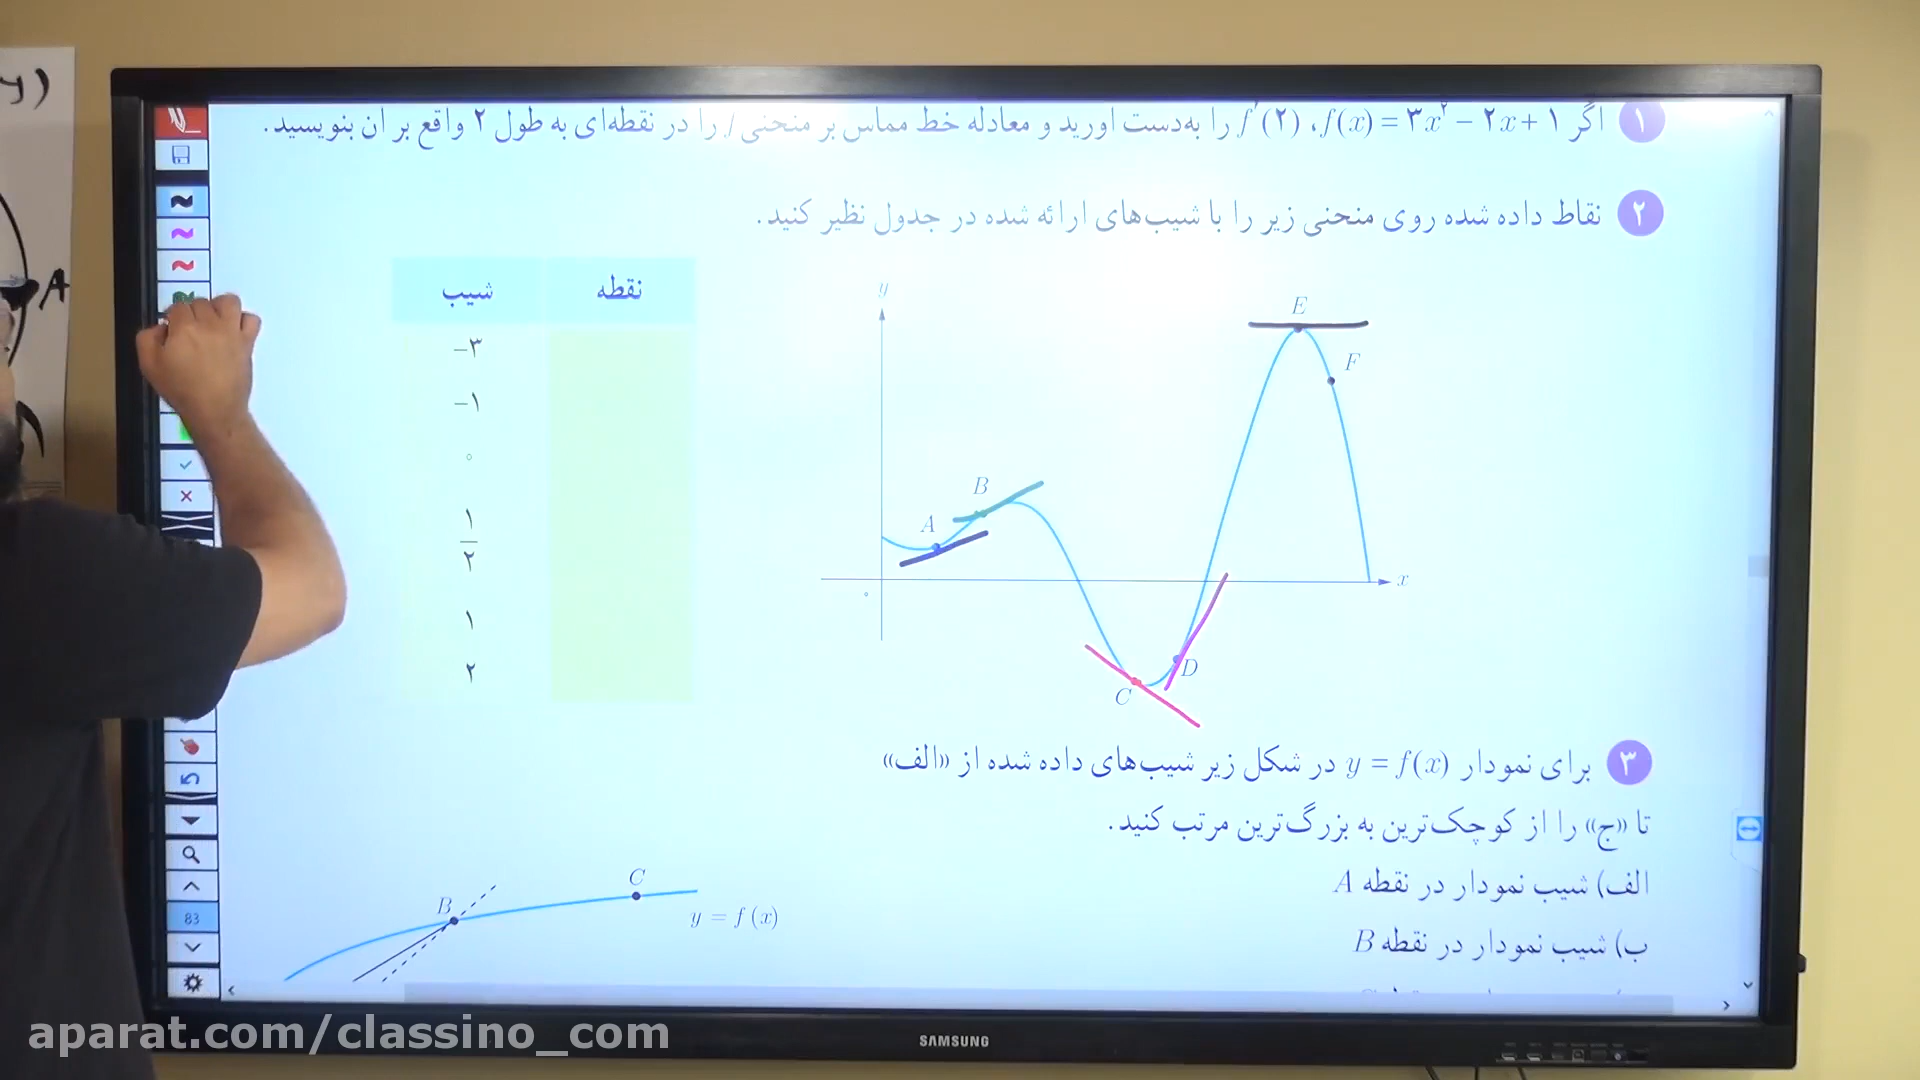 ۱ اگر f(x) = ۳x² − ۲x + ۱، f′(۲) را به‌دست آورید و معادله خط مماس بر منحنی f را در نقطه‌ای به طول ۲ واقع بر آن بنویسید.
۲ نقاط داده شده روی منحنی زیر را با شیب‌های ارائه شده در جدول نظیر کنید.
نقطه شیب
−۳
−۱
۰
۱/۲
۱
۲
y
E
F
B
A
x
۰
D
C
۳ برای نمودار y = f(x) در شکل زیر شیب‌های داده شده از «الف»
تا «ج» را از کوچک‌ترین به بزرگ‌ترین مرتب کنید.
الف) شیب نمودار در نقطه A
ب) شیب نمودار در نقطه B
C
B
y = f (x)
83
y)
A
SAMSUNG
aparat.com/classino_com